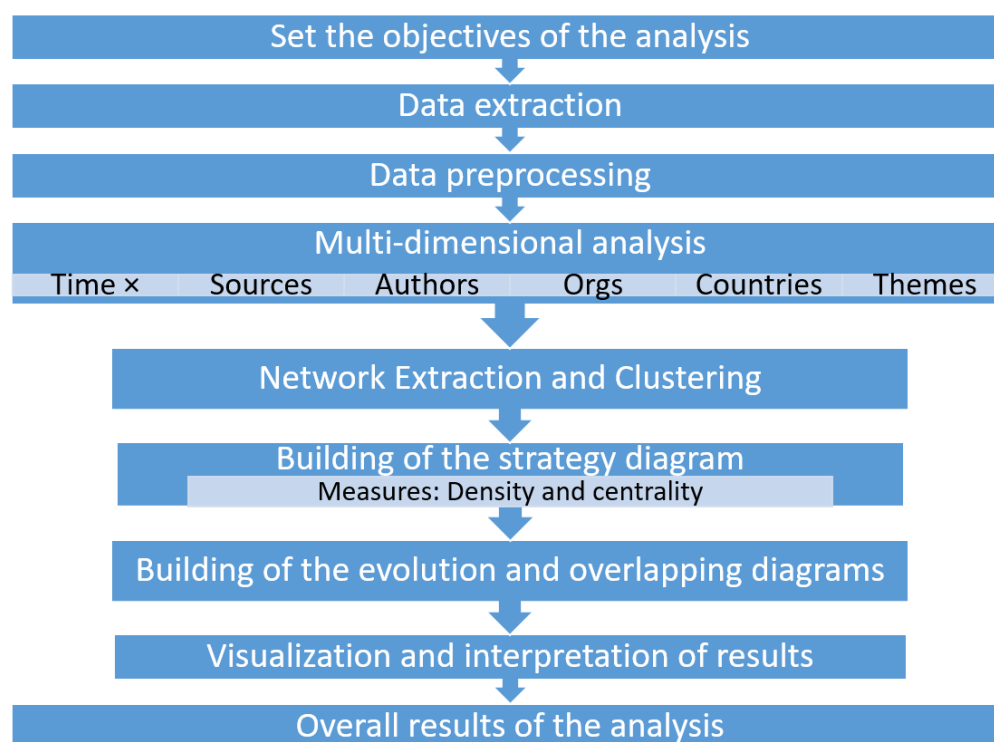 Set the objectives of the analysis
Data extraction
Data preprocessing
Multi-dimensional analysis
Time × Sources Authors Orgs Countries Themes
Network Extraction and Clustering
Building of the strategy diagram
Measures: Density and centrality
Building of the evolution and overlapping diagrams
Visualization and interpretation of results
Overall results of the analysis